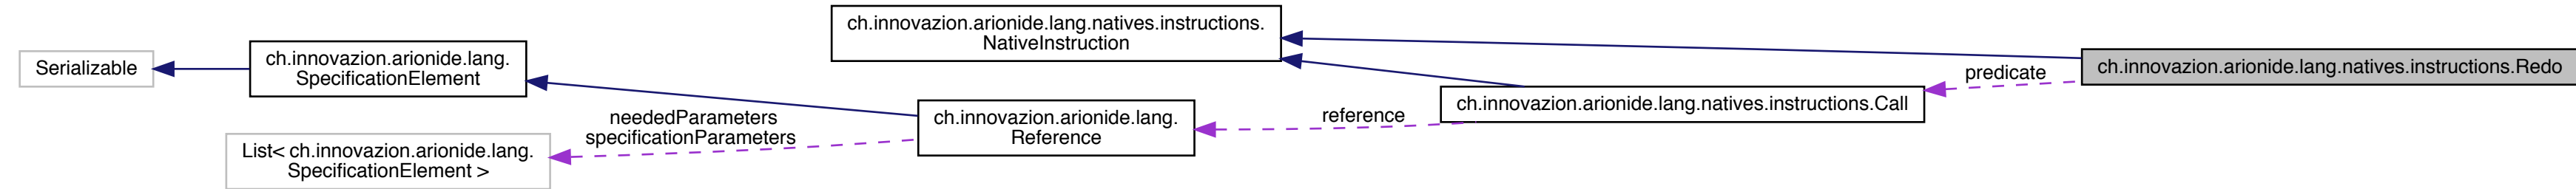 Serializable
ch.innovazion.arionide.lang.
SpecificationElement
List< ch.innovazion.arionide.lang.
SpecificationElement >
neededParameters
specificationParameters
ch.innovazion.arionide.lang.natives.instructions.
NativeInstruction
ch.innovazion.arionide.lang.
Reference
reference
ch.innovazion.arionide.lang.natives.instructions.Call
predicate
ch.innovazion.arionide.lang.natives.instructions.Redo